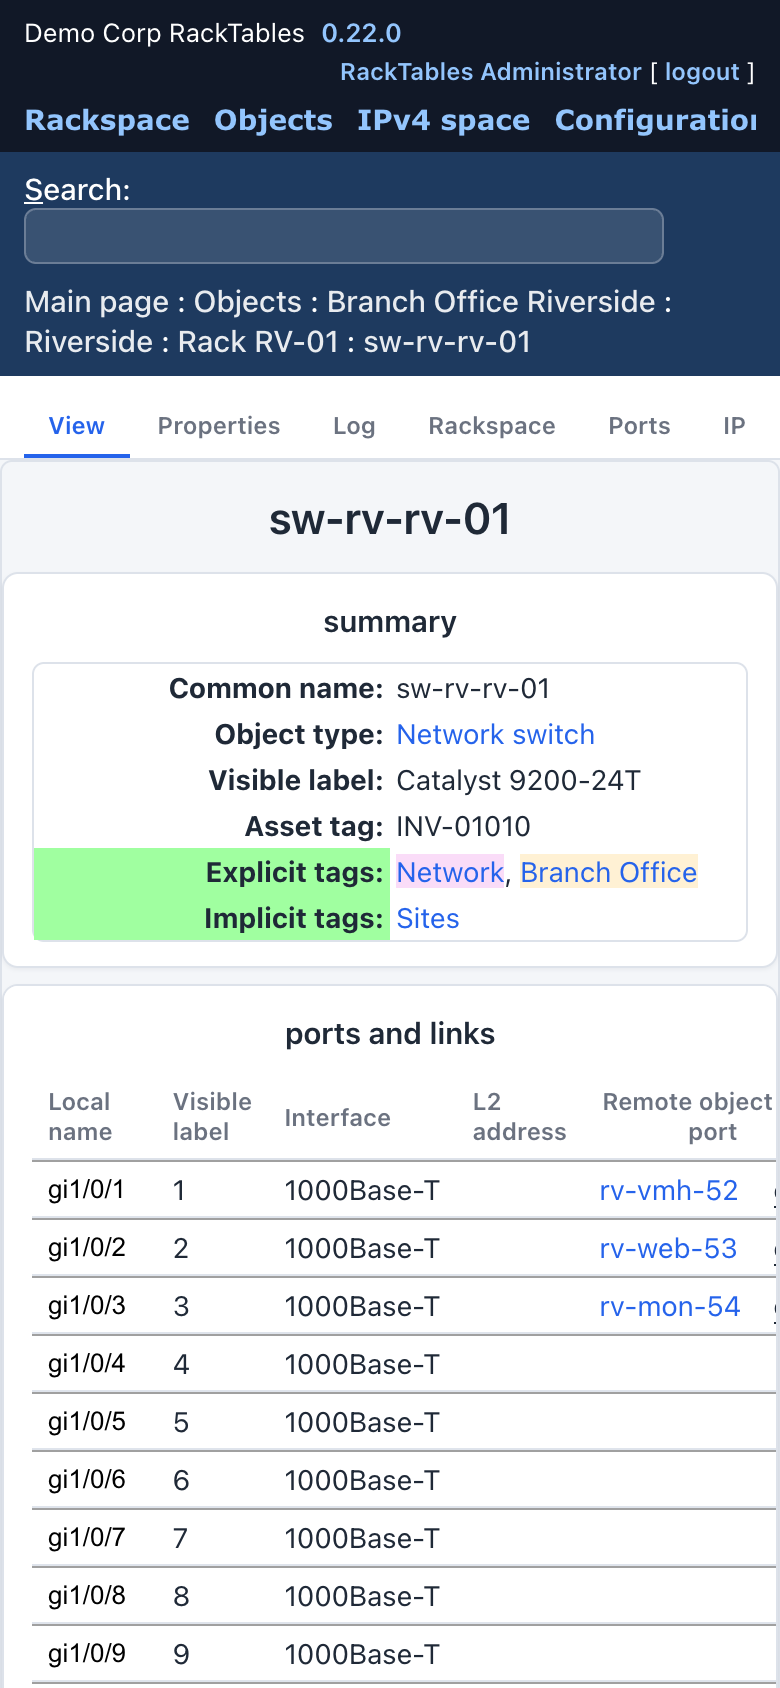 Demo Corp RackTables 0.22.0
RackTables Administrator [ logout ]
Rackspace Objects IPv4 space Configuration
Search:
Main page : Objects : Branch Office Riverside :
Riverside : Rack RV-01 : sw-rv-rv-01
View Properties Log Rackspace Ports IP
sw-rv-rv-01
summary
Common name: sw-rv-rv-01
Object type: Network switch
Visible label: Catalyst 9200-24T
Asset tag: INV-01010
Explicit tags: Network, Branch Office
Implicit tags: Sites
ports and links
Local name Visible label Interface L2 address Remote object port
gi1/0/1 1 1000Base-T rv-vmh-52
gi1/0/2 2 1000Base-T rv-web-53
gi1/0/3 3 1000Base-T rv-mon-54
gi1/0/4 4 1000Base-T
gi1/0/5 5 1000Base-T
gi1/0/6 6 1000Base-T
gi1/0/7 7 1000Base-T
gi1/0/8 8 1000Base-T
gi1/0/9 9 1000Base-T